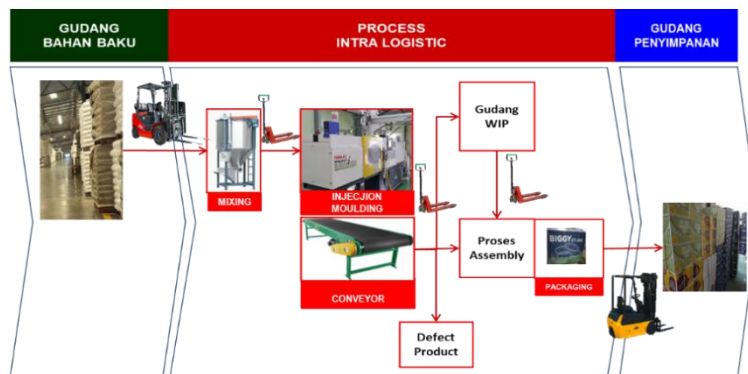 GUDANG
BAHAN BAKU
PROCESS
INTRA LOGISTIC
GUDANG
PENYIMPANAN
Gudang
WIP
MIXING
INJECJION
MOULDING
Proses
Assembly
BIGGY
PACKAGING
CONVEYOR
Defect
Product